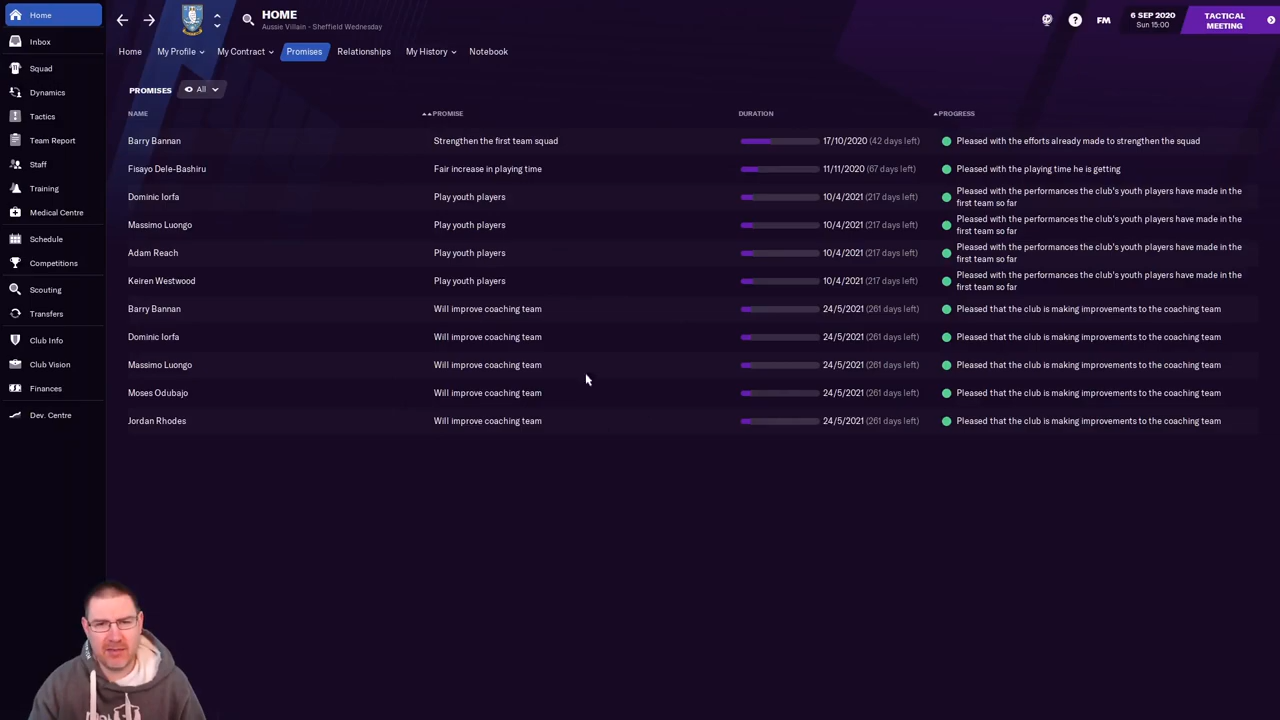 Home
Inbox
Squad
Dynamics
Tactics
Team Report
Staff
Training
Medical Centre
Schedule
Competitions
Scouting
Transfers
Club Info
Club Vision
Finances
Dev. Centre
HOME
Aussie Villain - Sheffield Wednesday
FM
6 SEP 2020
Sun 15:00
TACTICAL
MEETING
Home My Profile My Contract Promises Relationships My History Notebook
PROMISES All
NAME PROMISE DURATION PROGRESS
Barry Bannan Strengthen the first team squad 17/10/2020 (42 days left) Pleased with the efforts already made to strengthen the squad
Fisayo Dele-Bashiru Fair increase in playing time 11/11/2020 (67 days left) Pleased with the playing time he is getting
Dominic Iorfa Play youth players 10/4/2021 (217 days left) Pleased with the performances the club's youth players have made in the
first team so far
Massimo Luongo Play youth players 10/4/2021 (217 days left) Pleased with the performances the club's youth players have made in the
first team so far
Adam Reach Play youth players 10/4/2021 (217 days left) Pleased with the performances the club's youth players have made in the
first team so far
Keiren Westwood Play youth players 10/4/2021 (217 days left) Pleased with the performances the club's youth players have made in the
first team so far
Barry Bannan Will improve coaching team 24/5/2021 (261 days left) Pleased that the club is making improvements to the coaching team
Dominic Iorfa Will improve coaching team 24/5/2021 (261 days left) Pleased that the club is making improvements to the coaching team
Massimo Luongo Will improve coaching team 24/5/2021 (261 days left) Pleased that the club is making improvements to the coaching team
Moses Odubajo Will improve coaching team 24/5/2021 (261 days left) Pleased that the club is making improvements to the coaching team
Jordan Rhodes Will improve coaching team 24/5/2021 (261 days left) Pleased that the club is making improvements to the coaching team